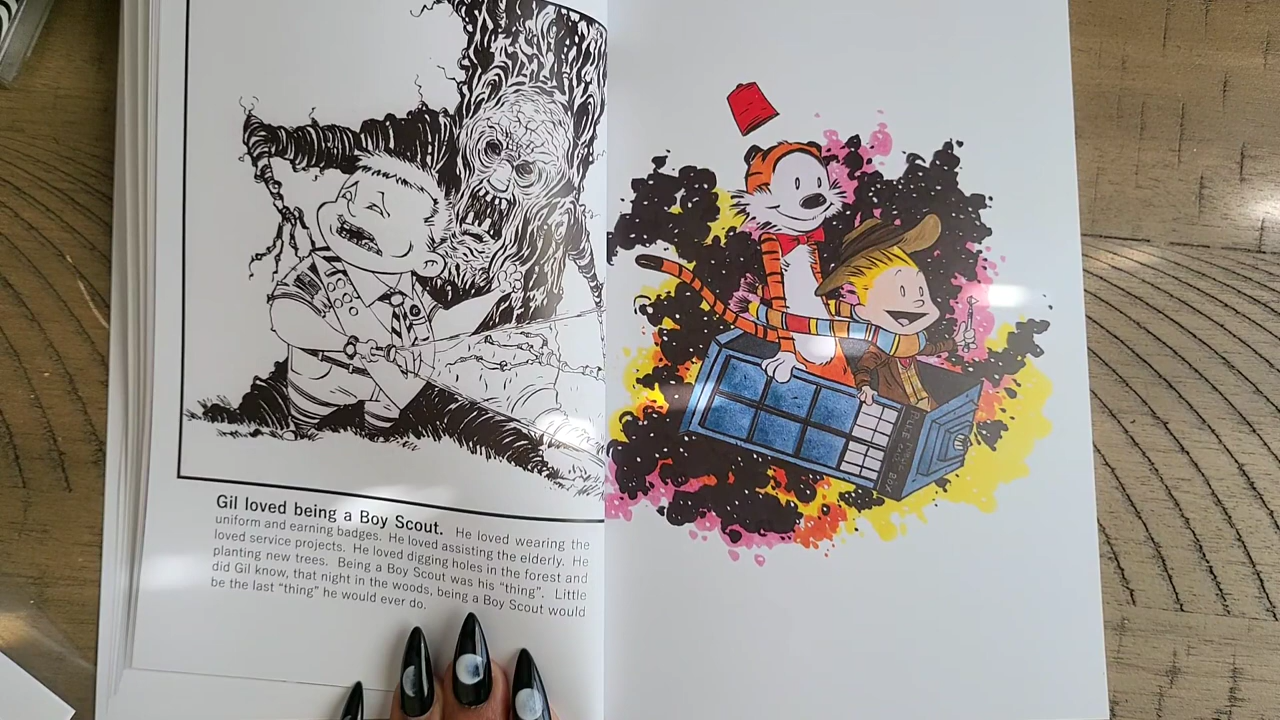 Gil loved being a Boy Scout. He loved wearing the
uniform and earning badges. He loved assisting the elderly. He
loved service projects. He loved digging holes in the forest and
planting new trees. Being a Boy Scout was his "thing". Little
did Gil know, that night in the woods, being a Boy Scout would
be the last "thing" he would ever do.
BOX